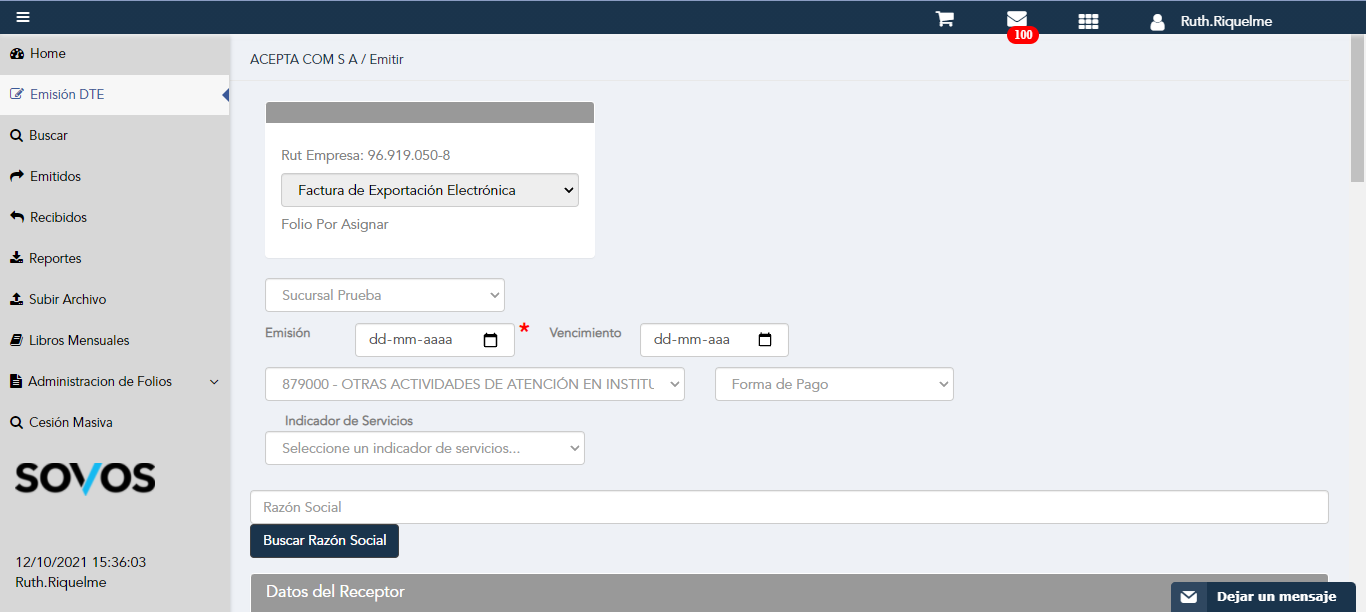 Ruth.Riquelme
100
Home
ACEPTA COM S A / Emitir
Emisión DTE
Buscar
Emitidos
Recibidos
Reportes
Subir Archivo
Libros Mensuales
Administracion de Folios
Cesión Masiva
SOVOS
12/10/2021 15:36:03
Ruth.Riquelme
Rut Empresa: 96.919.050-8
Factura de Exportación Electrónica
Folio Por Asignar
Sucursal Prueba
Emisión dd-mm-aaaa * Vencimiento dd-mm-aaa
879000 - OTRAS ACTIVIDADES DE ATENCIÓN EN INSTITU Forma de Pago
Indicador de Servicios
Seleccione un indicador de servicios...
Razón Social
Buscar Razón Social
Datos del Receptor
Dejar un mensaje